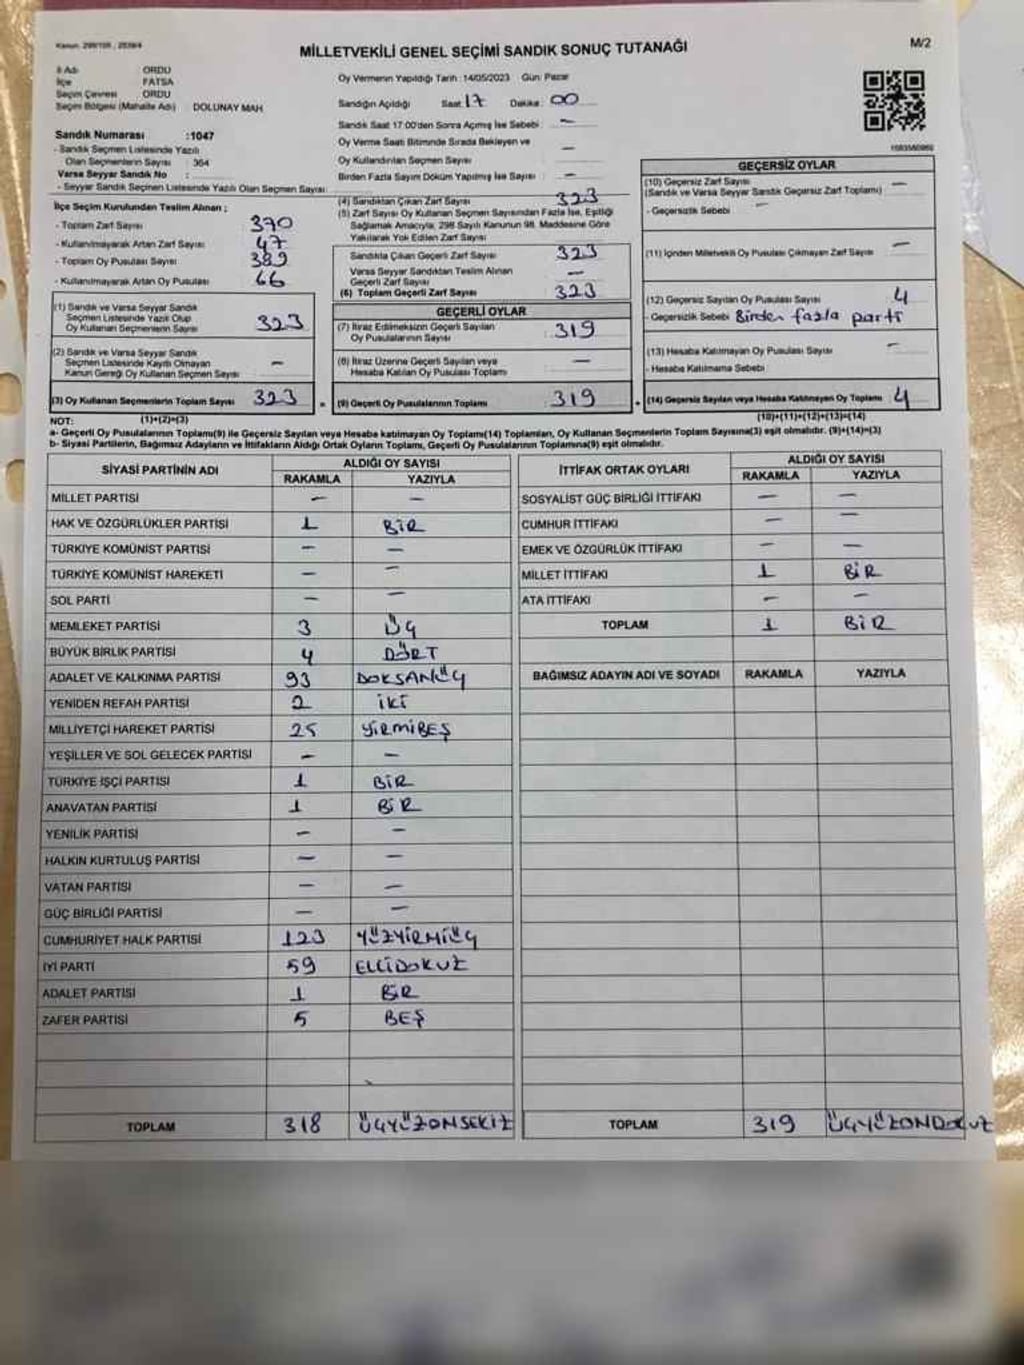 Kanun: 298/105 , 2839/4
MİLLETVEKİLİ GENEL SEÇİMİ SANDIK SONUÇ TUTANAĞI
M/2
İl Adı ORDU
İlçe FATSA
Seçim Çevresi ORDU
Seçim Bölgesi (Mahalle Adı) DOLUNAY MAH
Sandık Numarası :1047
- Sandık Seçmen Listesinde Yazılı
Olan Seçmenlerin Sayısı : 364
Varsa Seyyar Sandık No :
- Seyyar Sandık Seçmen Listesinde Yazılı Olan Seçmen Sayısı:
İlçe Seçim Kurulundan Teslim Alınan ;
- Toplam Zarf Sayısı 370
- Kullanılmayarak Artan Zarf Sayısı 47
- Toplam Oy Pusulası Sayısı 389
- Kullanılmayarak Artan Oy Pusulası 66
(1) Sandık ve Varsa Seyyar Sandık
Seçmen Listesinde Yazılı Olup
Oy Kullanan Seçmenlerin Sayısı 323
(2) Sandık ve Varsa Seyyar Sandık
Seçmen Listesinde Kayıtlı Olmayan
Kanun Gereği Oy Kullanan Seçmen Sayısı -
(3) Oy Kullanan Seçmenlerin Toplam Sayısı 323
Oy Vermenin Yapıldığı Tarih :14/05/2023 Gün: Pazar
Sandığın Açıldığı Saat: 17 Dakika: 00
Sandık Saat 17:00'den Sonra Açmış İse Sebebi : -
Oy Verme Saati Bitiminde Sırada Bekleyen ve
Oy Kullandırılan Seçmen Sayısı -
Birden Fazla Sayım Döküm Yapılmış İse Sayısı : -
(4) Sandıktan Çıkan Zarf Sayısı 323
(5) Zarf Sayısı Oy Kullanan Seçmen Sayısından Fazla İse, Eşitliği
Sağlamak Amacıyla, 298 Sayılı Kanunun 98. Maddesine Göre
Yakılarak Yok Edilen Zarf Sayısı
Sandıkta Çıkan Geçerli Zarf Sayısı 323
Varsa Seyyar Sandıktan Teslim Alınan
Geçerli Zarf Sayısı -
(6) Toplam Geçerli Zarf Sayısı 323
GEÇERLİ OYLAR
(7) İtiraz Edilmeksizin Geçerli Sayılan
Oy Pusulalarının Sayısı 319
(8) İtiraz Üzerine Geçerli Sayılan veya
Hesaba Katılan Oy Pusulası Toplamı -
= (9) Geçerli Oy Pusulalarının Toplamı 319
GEÇERSİZ OYLAR
(10) Geçersiz Zarf Sayısı
(Sandık ve Varsa Seyyar Sandık Geçersiz Zarf Toplamı) -
- Geçersizlik Sebebi -
(11) İçinden Milletvekili Oy Pusulası Çıkmayan Zarf Sayısı -
(12) Geçersiz Sayılan Oy Pusulası Sayısı 4
- Geçersizlik Sebebi Birden fazla parti
(13) Hesaba Katılmayan Oy Pusulası Sayısı -
- Hesaba Katılmama Sebebi
+ (14) Geçersiz Sayılan veya Hesaba Katılmayan Oy Toplamı 4
NOT: (1)+(2)=(3) (10)+(11)+(12)+(13)=(14)
a- Geçerli Oy Pusulalarının Toplamı(9) ile Geçersiz Sayılan veya Hesaba katılmayan Oy Toplamı(14) Toplamları, Oy Kullanan Seçmenlerin Toplam Sayısına(3) eşit olmalıdır. (9)+(14)=(3)
b- Siyasi Partilerin, Bağımsız Adayların ve İttifakların Aldığı Ortak Oyların Toplamı, Geçerli Oy Pusulalarının Toplamına(9) eşit olmalıdır.
SİYASİ PARTİNİN ADI ALDIĞI OY SAYISI
RAKAMLA YAZIYLA
MİLLET PARTİSİ - -
HAK VE ÖZGÜRLÜKLER PARTİSİ 1 BİR
TÜRKİYE KOMÜNİST PARTİSİ - -
TÜRKİYE KOMÜNİST HAREKETİ - -
SOL PARTİ - -
MEMLEKET PARTİSİ 3 ÜÇ
BÜYÜK BİRLİK PARTİSİ 4 DÖRT
ADALET VE KALKINMA PARTİSİ 93 DOKSANÜÇ
YENİDEN REFAH PARTİSİ 2 İKİ
MİLLİYETÇİ HAREKET PARTİSİ 25 YİRMİBEŞ
YEŞİLLER VE SOL GELECEK PARTİSİ - -
TÜRKİYE İŞÇİ PARTİSİ 1 BİR
ANAVATAN PARTİSİ 1 BİR
YENİLİK PARTİSİ - -
HALKIN KURTULUŞ PARTİSİ - -
VATAN PARTİSİ - -
GÜÇ BİRLİĞİ PARTİSİ - -
CUMHURİYET HALK PARTİSİ 123 YÜZYİRMİÜÇ
İYİ PARTİ 59 ELLİDOKUZ
ADALET PARTİSİ 1 BİR
ZAFER PARTİSİ 5 BEŞ
TOPLAM 318 ÜÇYÜZONSEKİZ
İTTİFAK ORTAK OYLARI ALDIĞI OY SAYISI
RAKAMLA YAZIYLA
SOSYALİST GÜÇ BİRLİĞİ İTTİFAKI - -
CUMHUR İTTİFAKI - -
EMEK VE ÖZGÜRLÜK İTTİFAKI - -
MİLLET İTTİFAKI 1 BİR
ATA İTTİFAKI - -
TOPLAM 1 BİR
BAĞIMSIZ ADAYIN ADI VE SOYADI RAKAMLA YAZIYLA
TOPLAM 319 ÜÇYÜZONDOKUZ